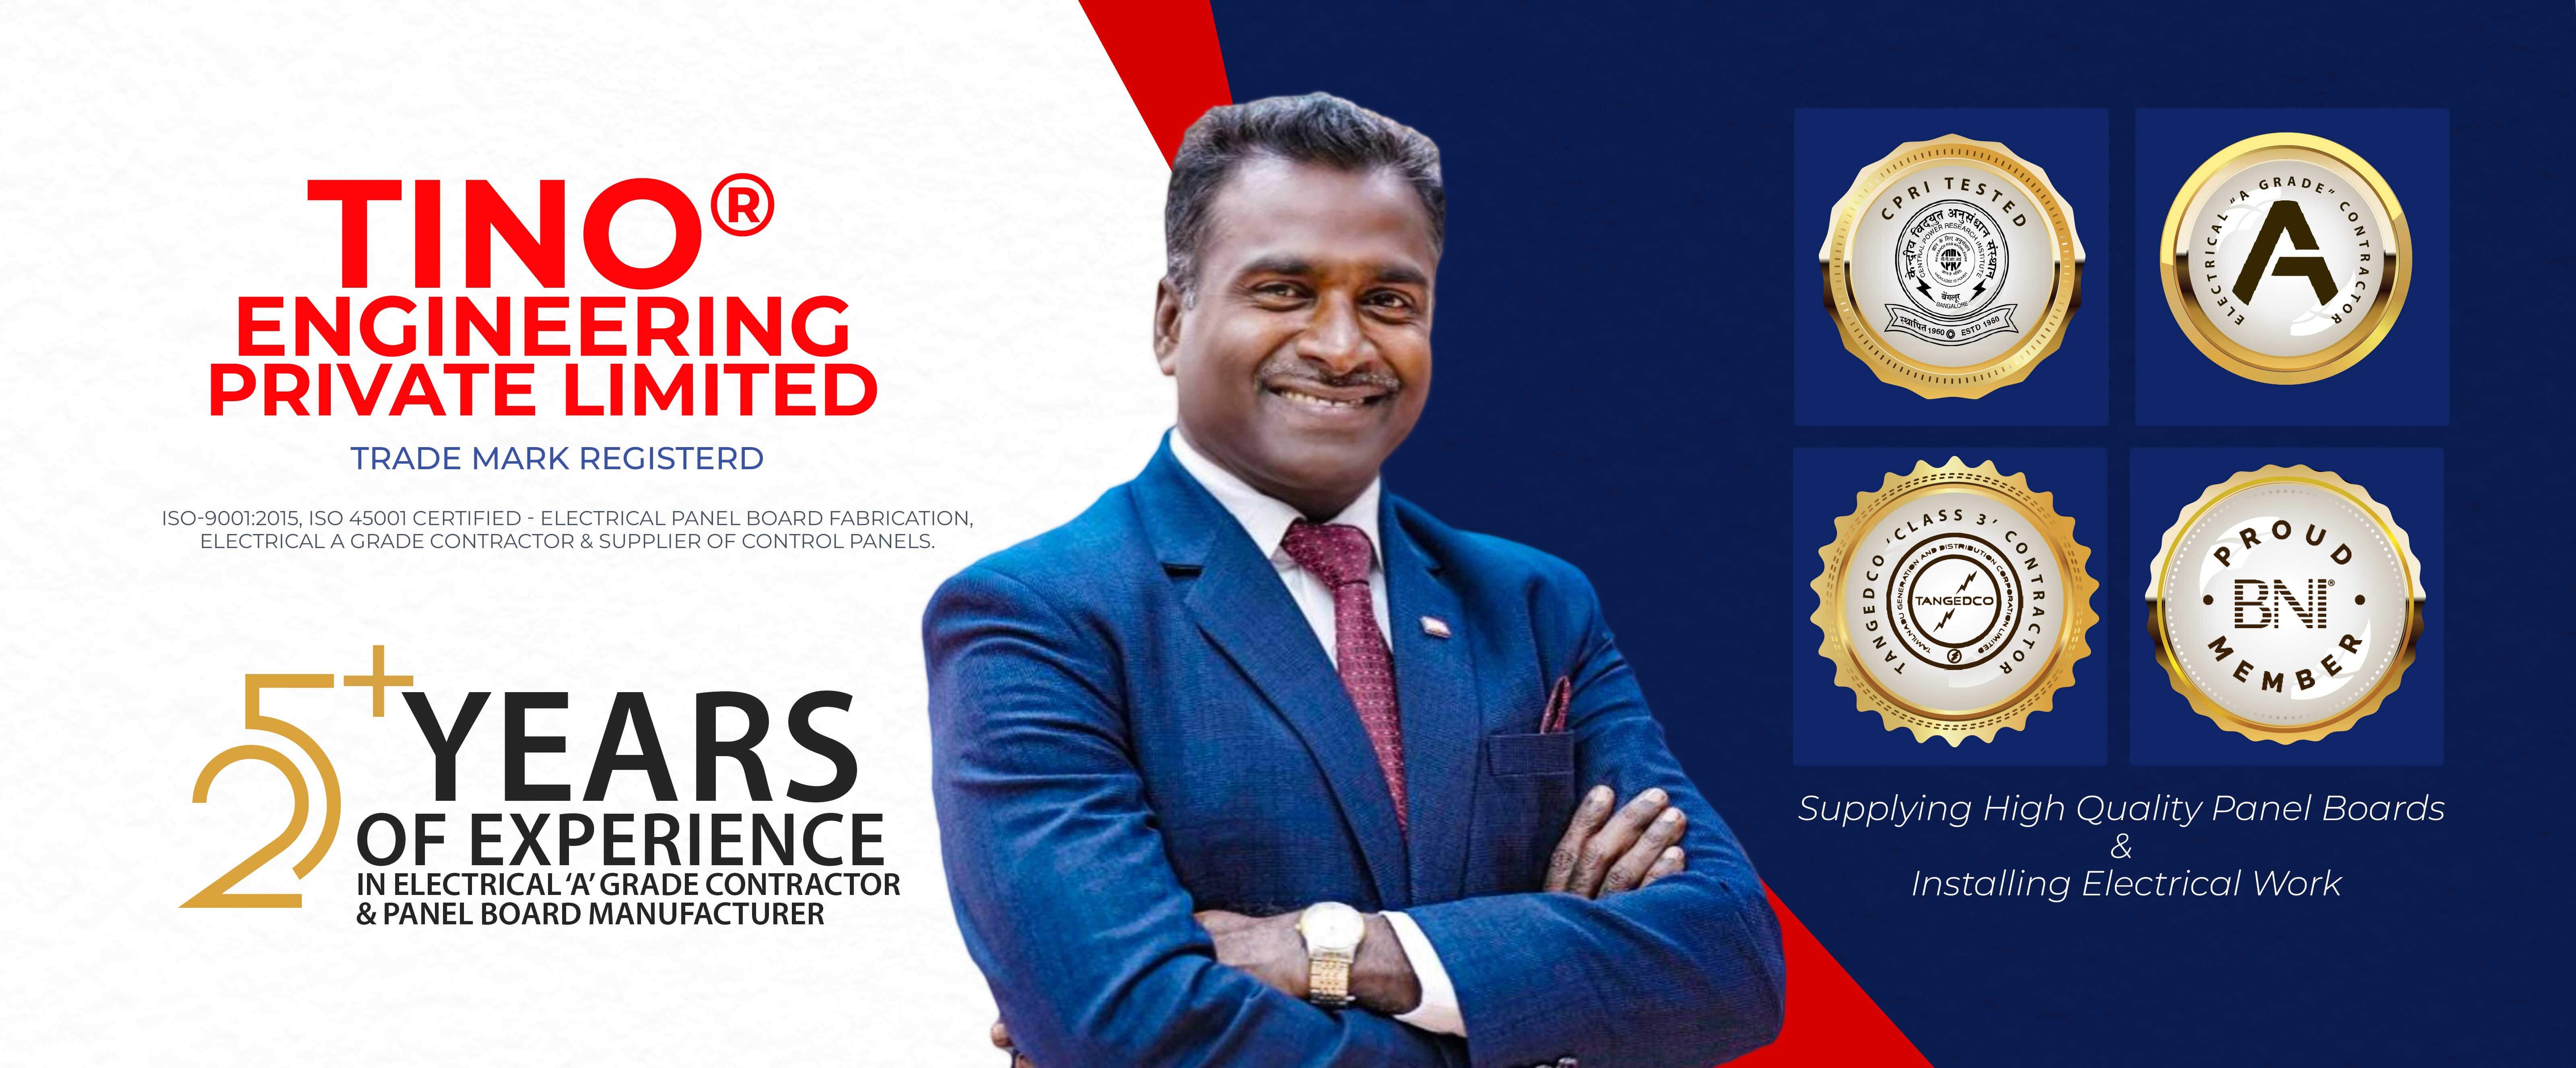 TINO®
ENGINEERING
PRIVATE LIMITED
TRADE MARK REGISTERD
ISO-9001:2015, ISO 45001 CERTIFIED - ELECTRICAL PANEL BOARD FABRICATION,
ELECTRICAL A GRADE CONTRACTOR & SUPPLIER OF CONTROL PANELS.
25+ YEARS
OF EXPERIENCE
IN ELECTRICAL ‘A’ GRADE CONTRACTOR
& PANEL BOARD MANUFACTURER
CPRI TESTED
केन्द्रीय विद्युत अनुसंधान संस्थान
CENTRAL POWER RESEARCH INSTITUTE
बेंगलूर
BANGALORE
स्थापित 1960 ESTD 1960
ELECTRICAL "A GRADE" CONTRACTOR
A
TANGEDCO ‘CLASS 3’ CONTRACTOR
TAMILNADU GENERATION AND DISTRIBUTION CORPORATION LIMITED
TANGEDCO
PROUD
BNI®
MEMBER
Supplying High Quality Panel Boards
&
Installing Electrical Work